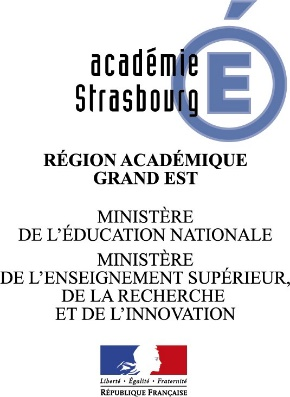 académie
Strasbourg
É
RÉGION ACADÉMIQUE
GRAND EST
MINISTÈRE
DE L'ÉDUCATION NATIONALE
MINISTÈRE
DE L'ENSEIGNEMENT SUPÉRIEUR,
DE LA RECHERCHE
ET DE L'INNOVATION
Liberté • Égalité • Fraternité
RÉPUBLIQUE FRANÇAISE